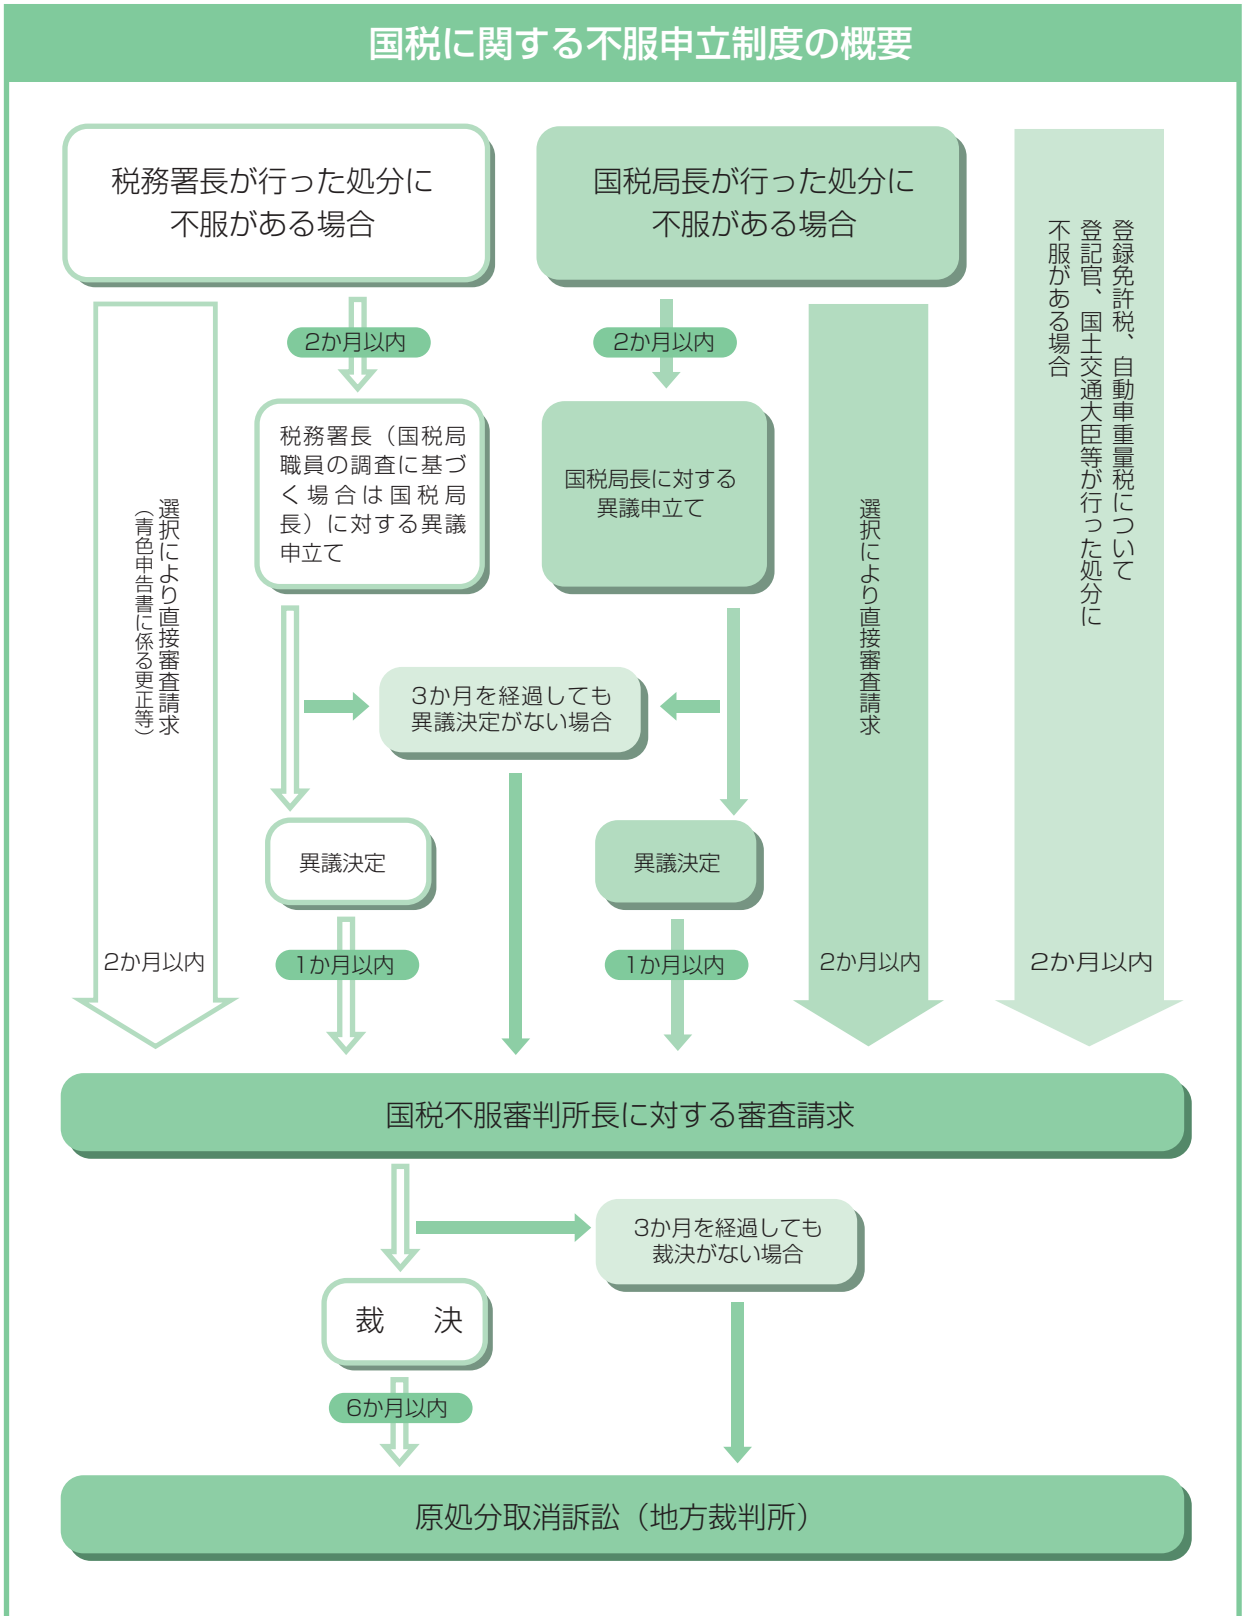 国税に関する不服申立制度の概要
税務署長が行った処分に
不服がある場合
国税局長が行った処分に
不服がある場合
登録免許税、自動車重量税について
登記官、国土交通大臣等が行った処分に
不服がある場合
2か月以内
2か月以内
税務署長（国税局
職員の調査に基づ
く場合は国税局
長）に対する異議
申立て
国税局長に対する
異議申立て
選択により直接審査請求
（青色申告書に係る更正等）
選択により直接審査請求
3か月を経過しても
異議決定がない場合
異議決定
異議決定
2か月以内
1か月以内
1か月以内
2か月以内
2か月以内
国税不服審判所長に対する審査請求
3か月を経過しても
裁決がない場合
裁　決
6か月以内
原処分取消訴訟（地方裁判所）